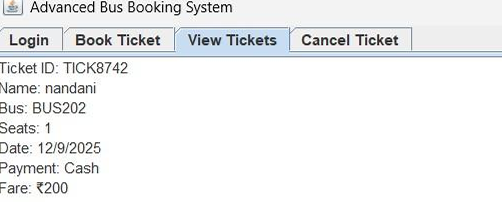 Advanced Bus Booking System
Login Book Ticket View Tickets Cancel Ticket
Ticket ID: TICK8742
Name: nandani
Bus: BUS202
Seats: 1
Date: 12/9/2025
Payment: Cash
Fare: ₹200